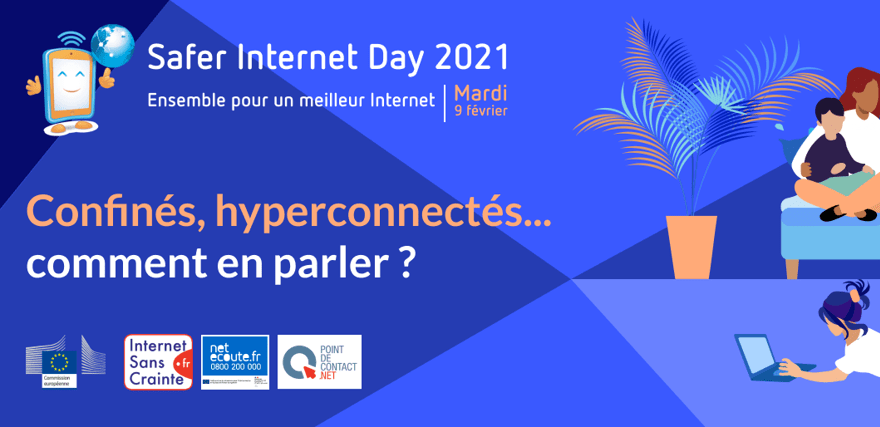 Safer Internet Day 2021
Ensemble pour un meilleur Internet
Mardi
9 février
Confinés, hyperconnectés...
comment en parler ?
Commission
européenne
Internet
Sans
.fr
Crainte
net
ecoute.fr
0800 200 000
POINT
DE
CONTACT
.NET